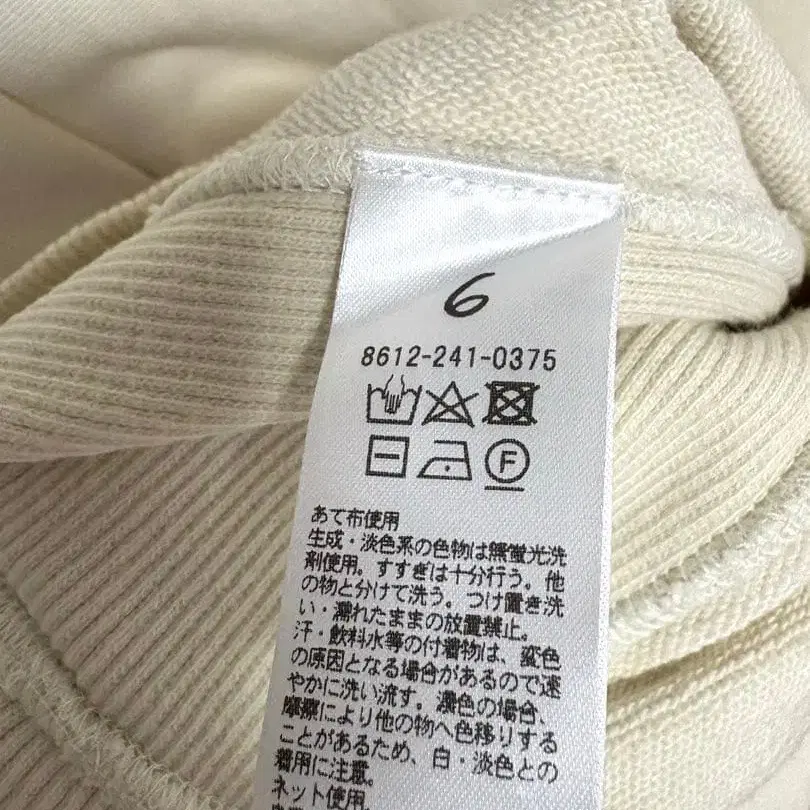 6
8612-241-0375
F
あて布使用
生成・淡色系の色物は無蛍光洗
剤使用。すすぎは十分行う。他
の物と分けて洗う。つけ置き洗
い・濡れたままの放置禁止。
汗・飲料水等の付着物は、変色
の原因となる場合があるので速
やかに洗い流す。濃色の場合、
摩擦により他の物へ色移りする
ことがあるため、白・淡色との
着用に注意。
ネット使用